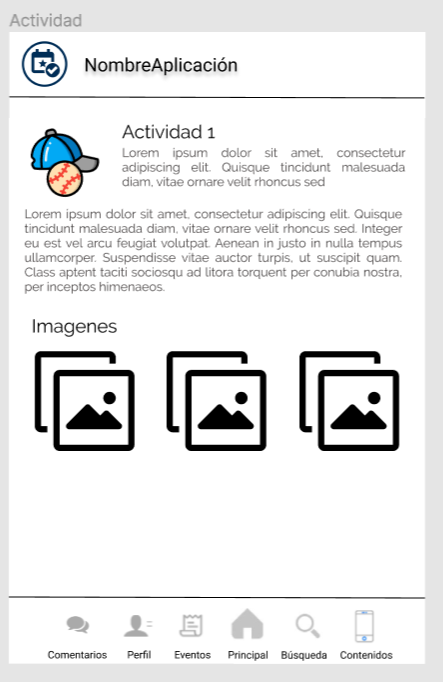 Actividad
NombreAplicación
Actividad 1
Lorem ipsum dolor sit amet, consectetur
adipiscing elit. Quisque tincidunt malesuada
diam, vitae ornare velit rhoncus sed
Lorem ipsum dolor sit amet, consectetur adipiscing elit. Quisque
tincidunt malesuada diam, vitae ornare velit rhoncus sed. Integer
eu est vel arcu feugiat volutpat. Aenean in justo in nulla tempus
ullamcorper. Suspendisse vitae auctor turpis, ut suscipit quam.
Class aptent taciti sociosqu ad litora torquent per conubia nostra,
per inceptos himenaeos.
Imagenes
Comentarios Perfil Eventos Principal Búsqueda Contenidos